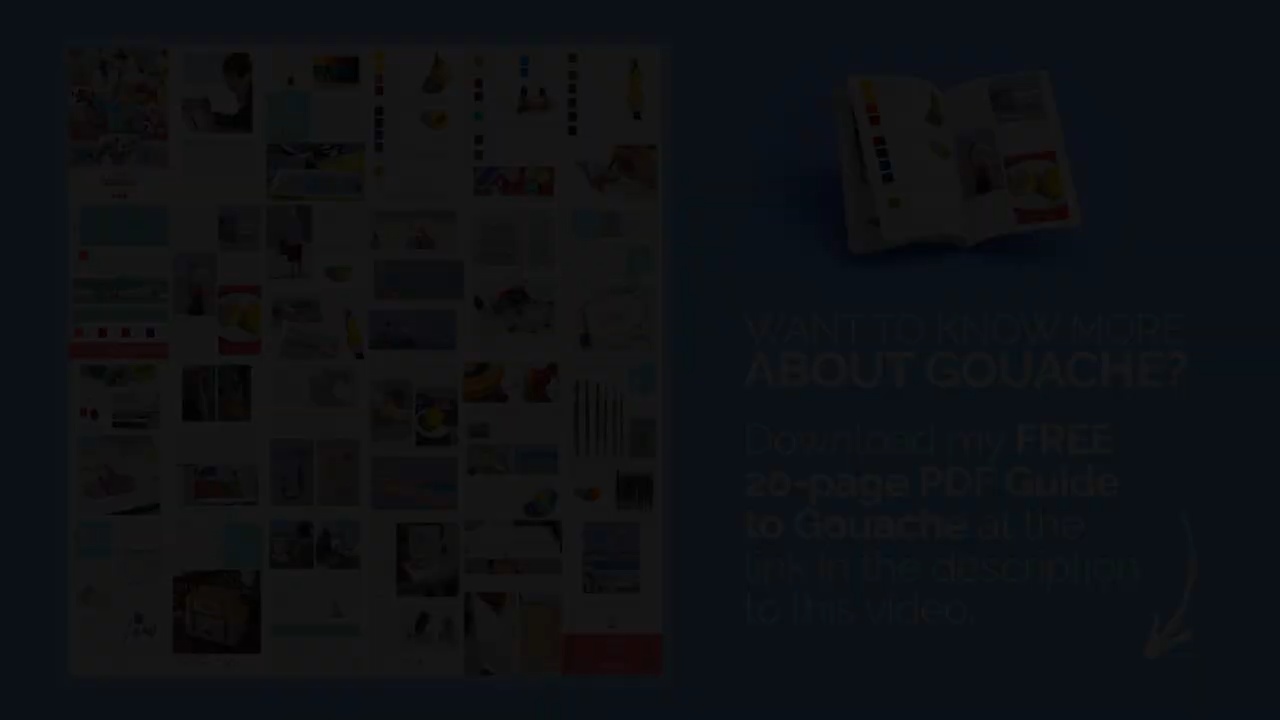 WANT TO KNOW MORE
ABOUT GOUACHE?
Download my FREE
20-page PDF Guide
to Gouache at the
link in the description
to this video.